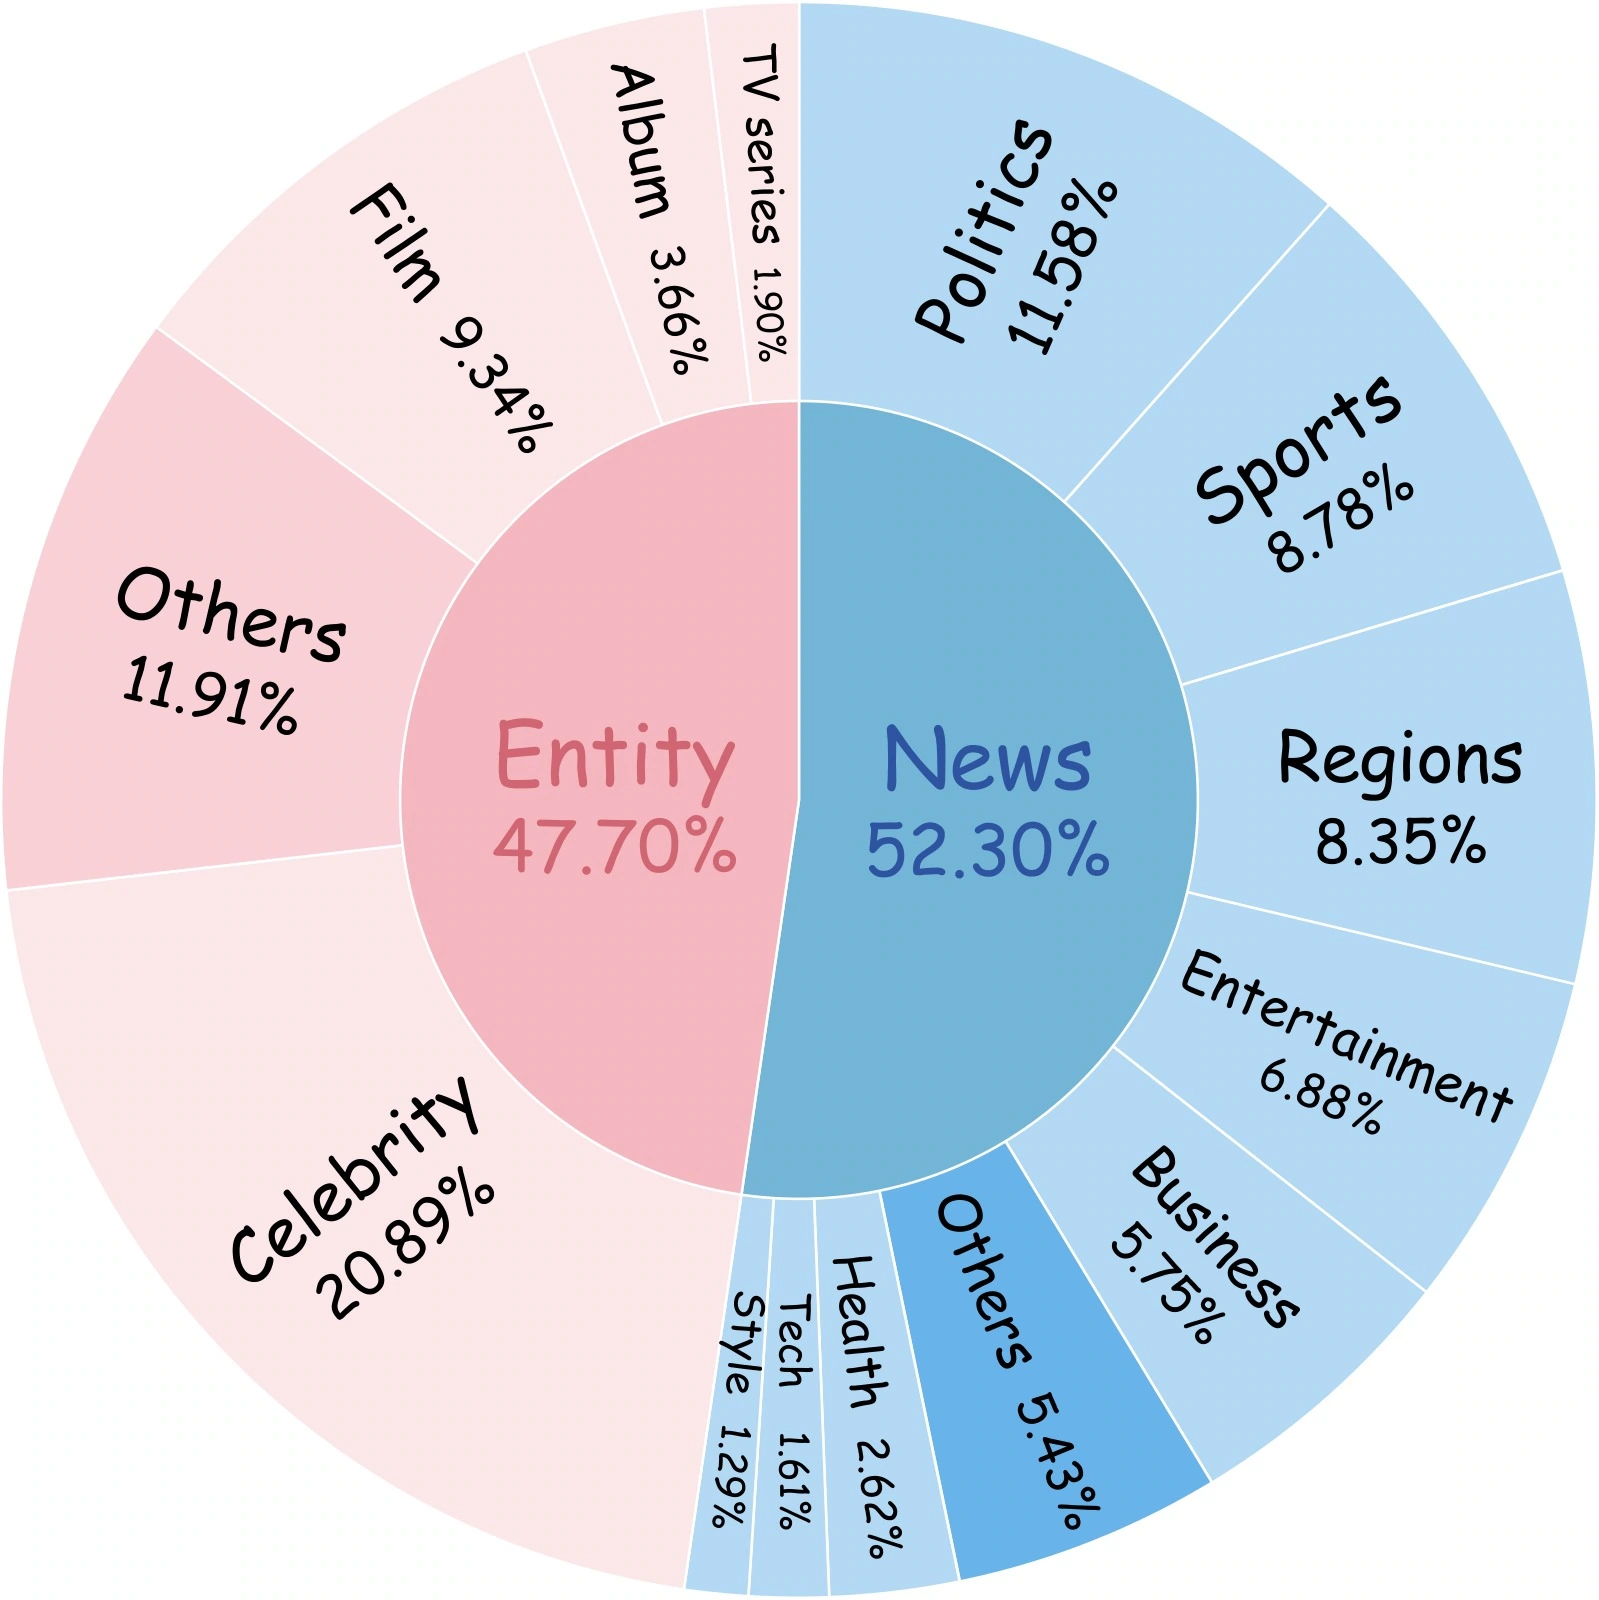 TV series 1.90%
Album 3.66%
Film 9.34%
Others
11.91%
Celebrity
20.89%
Entity
47.70%
News
52.30%
Politics
11.58%
Sports
8.78%
Regions
8.35%
Entertainment
6.88%
Business
5.75%
Others 5.43%
Health 2.62%
Tech 1.61%
Style 1.29%